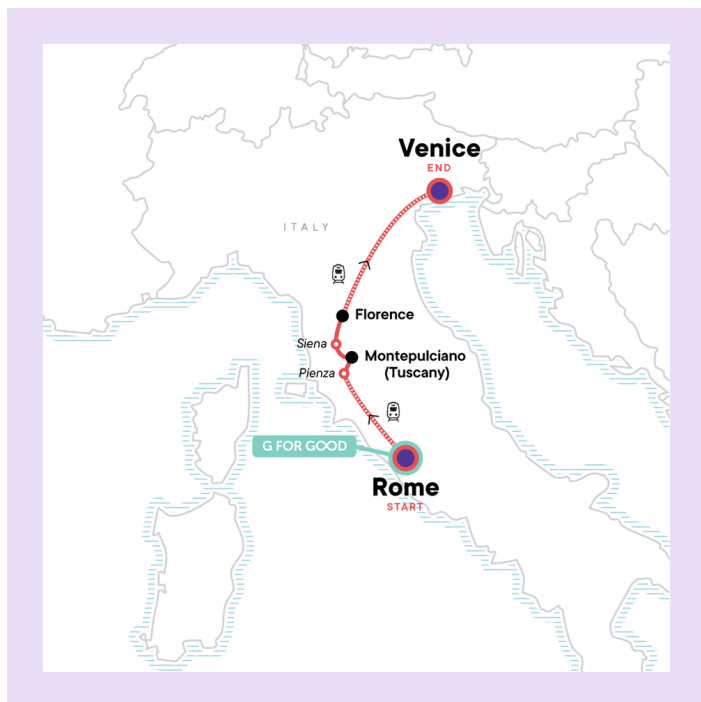 Venice
END
ITALY
Florence
Siena
Montepulciano
(Tuscany)
Pienza
G FOR GOOD
Rome
START